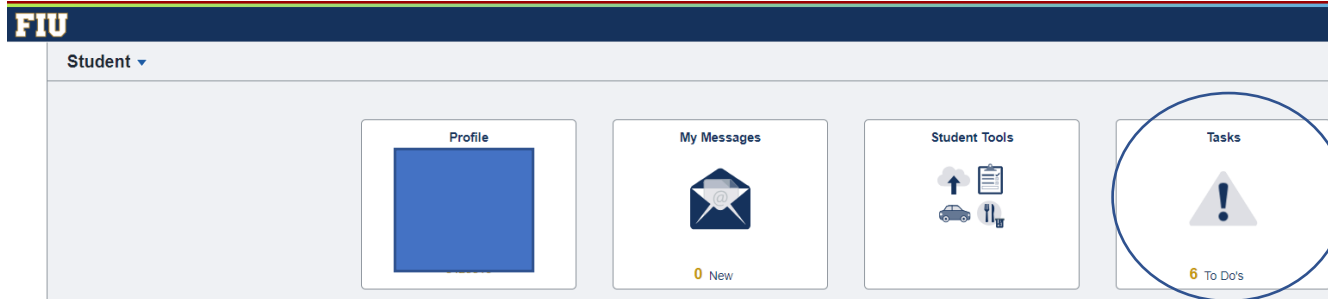 FIU
Student
Profile
My Messages
Student Tools
Tasks
@
0 New
6 To Do's